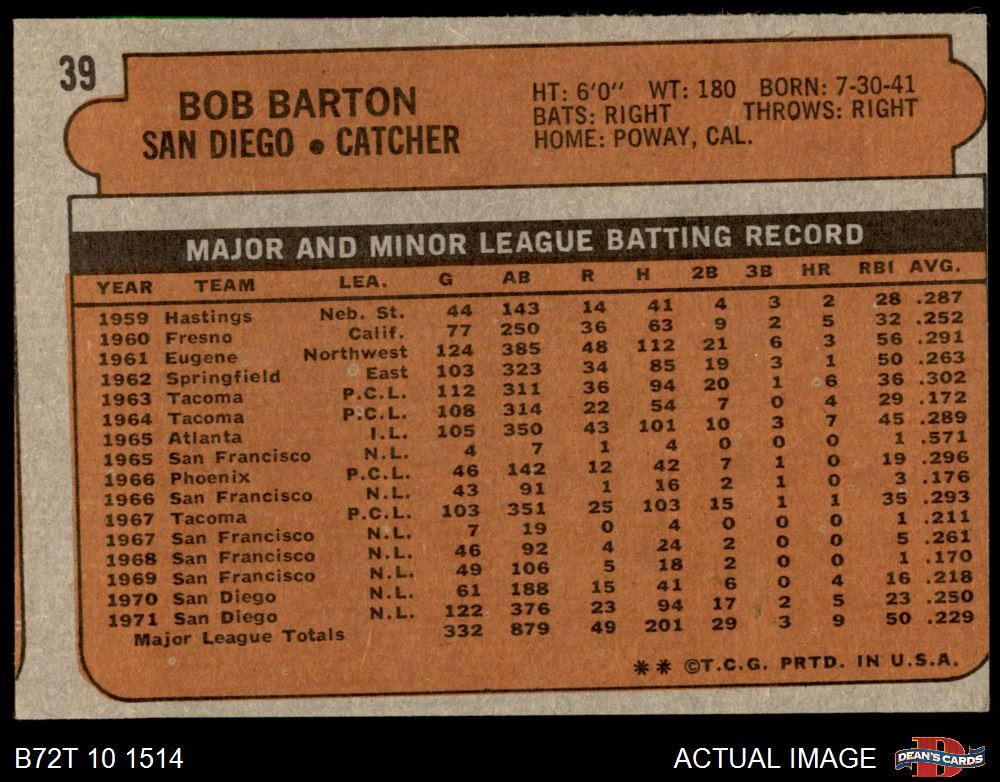 39
BOB BARTON
SAN DIEGO • CATCHER
HT: 6'0" WT: 180 BORN: 7-30-41
BATS: RIGHT THROWS: RIGHT
HOME: POWAY, CAL.
MAJOR AND MINOR LEAGUE BATTING RECORD
YEAR TEAM LEA. G AB R H 2B 3B HR RBI AVG.
1959 Hastings Neb. St. 44 143 14 41 4 3 2 28 .287
1960 Fresno Calif. 77 250 36 63 9 2 5 32 .252
1961 Eugene Northwest 124 385 48 112 21 6 3 56 .291
1962 Springfield East 103 323 34 85 19 3 1 50 .263
1963 Tacoma P.C.L. 112 311 36 94 20 1 6 36 .302
1964 Tacoma P.C.L. 108 314 22 54 7 0 4 29 .172
1965 Atlanta I.L. 105 350 43 101 10 3 7 45 .289
1965 San Francisco N.L. 4 7 1 4 0 0 0 1 .571
1966 Phoenix P.C.L. 46 142 12 42 7 1 0 19 .296
1966 San Francisco N.L. 43 91 1 16 2 1 0 3 .176
1967 Tacoma P.C.L. 103 351 25 103 15 1 1 35 .293
1967 San Francisco N.L. 7 19 0 4 0 0 0 1 .211
1968 San Francisco N.L. 46 92 4 24 2 0 0 5 .261
1969 San Francisco N.L. 49 106 5 18 2 0 0 1 .170
1970 San Diego N.L. 61 188 15 41 6 0 4 16 .218
1971 San Diego N.L. 122 376 23 94 17 2 5 23 .250
Major League Totals 332 879 49 201 29 3 9 50 .229
** ©T.C.G. PRTD. IN U.S.A.
B72T 10 1514 ACTUAL IMAGE DEAN'S CARDS